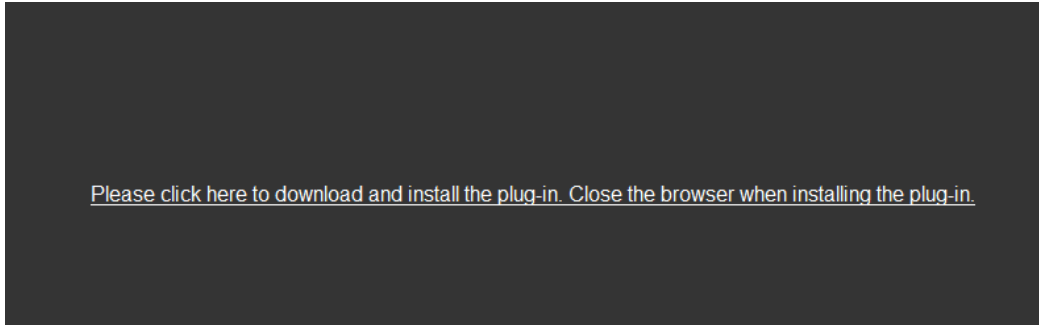 Please click here to download and install the plug-in. Close the browser when installing the plug-in.